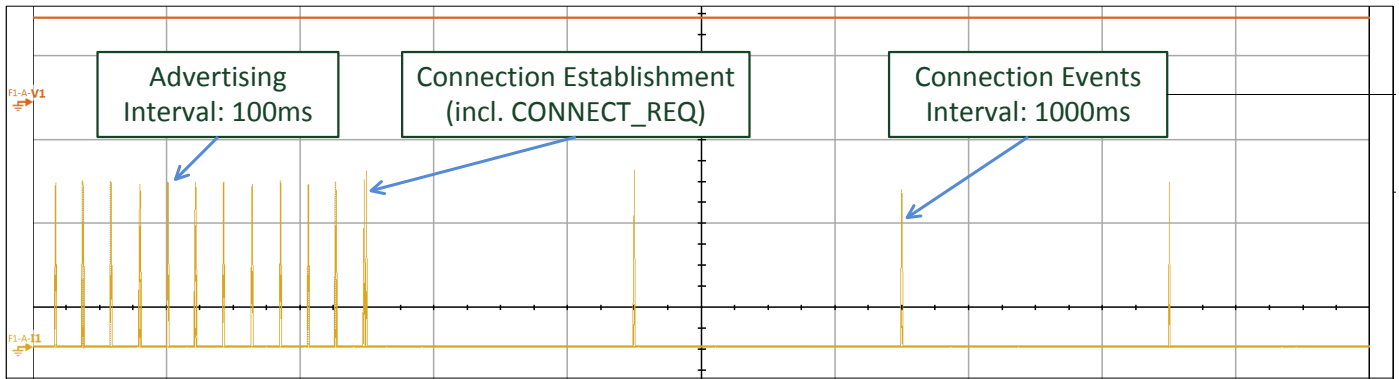 Advertising
Interval: 100ms
Connection Establishment
(incl. CONNECT_REQ)
Connection Events
Interval: 1000ms
F1-A-V1
F1-A-I1